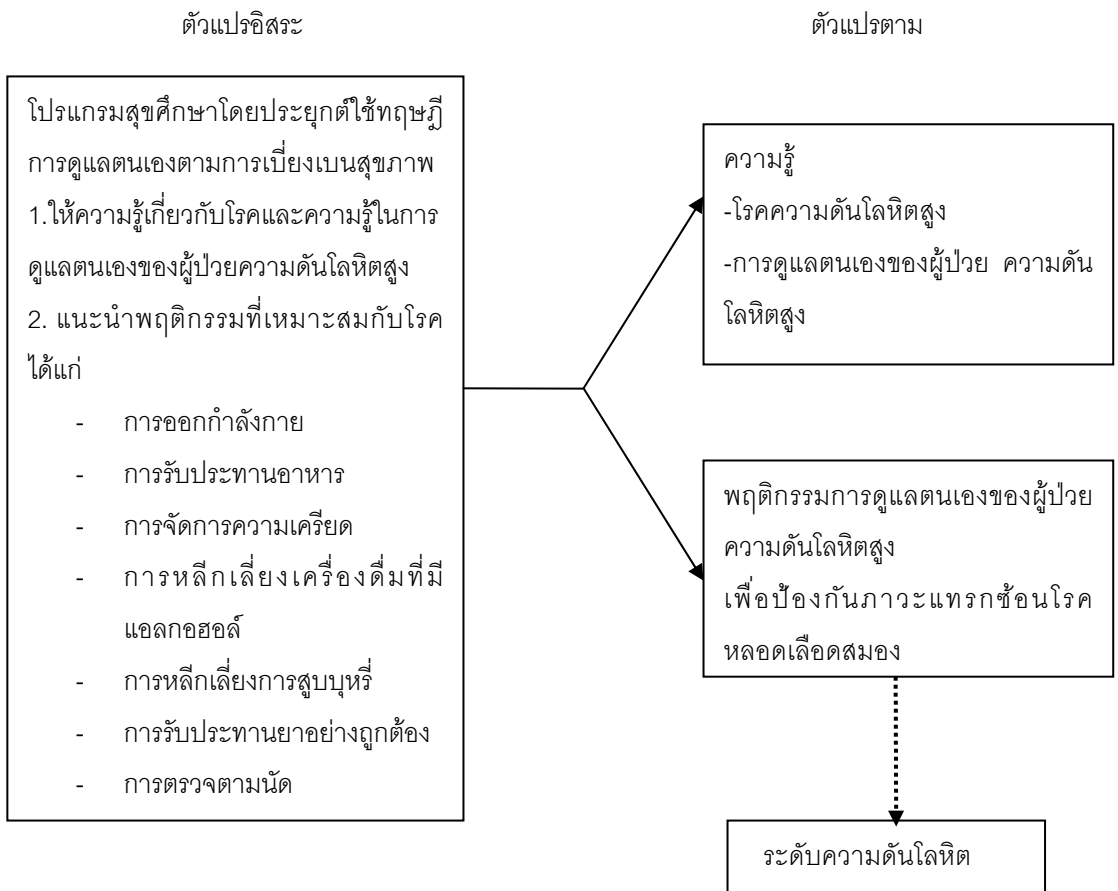 ตัวแปรอิสระ
ตัวแปรตาม
โปรแกรมสุขศึกษาโดยประยุกต์ใช้ทฤษฎี
การดูแลตนเองตามการเบี่ยงเบนสุขภาพ
1.ให้ความรู้เกี่ยวกับโรคและความรู้ในการ
ดูแลตนเองของผู้ป่วยความดันโลหิตสูง
2. แนะนำพฤติกรรมที่เหมาะสมกับโรค
ได้แก่
- การออกกำลังกาย
- การรับประทานอาหาร
- การจัดการความเครียด
- การหลีกเลี่ยงเครื่องดื่มที่มี
แอลกอฮอล์
- การหลีกเลี่ยงการสูบบุหรี่
- การรับประทานยาอย่างถูกต้อง
- การตรวจตามนัด
ความรู้
-โรคความดันโลหิตสูง
-การดูแลตนเองของผู้ป่วย ความดัน
โลหิตสูง
พฤติกรรมการดูแลตนเองของผู้ป่วย
ความดันโลหิตสูง
เพื่อป้องกันภาวะแทรกซ้อนโรค
หลอดเลือดสมอง
ระดับความดันโลหิต